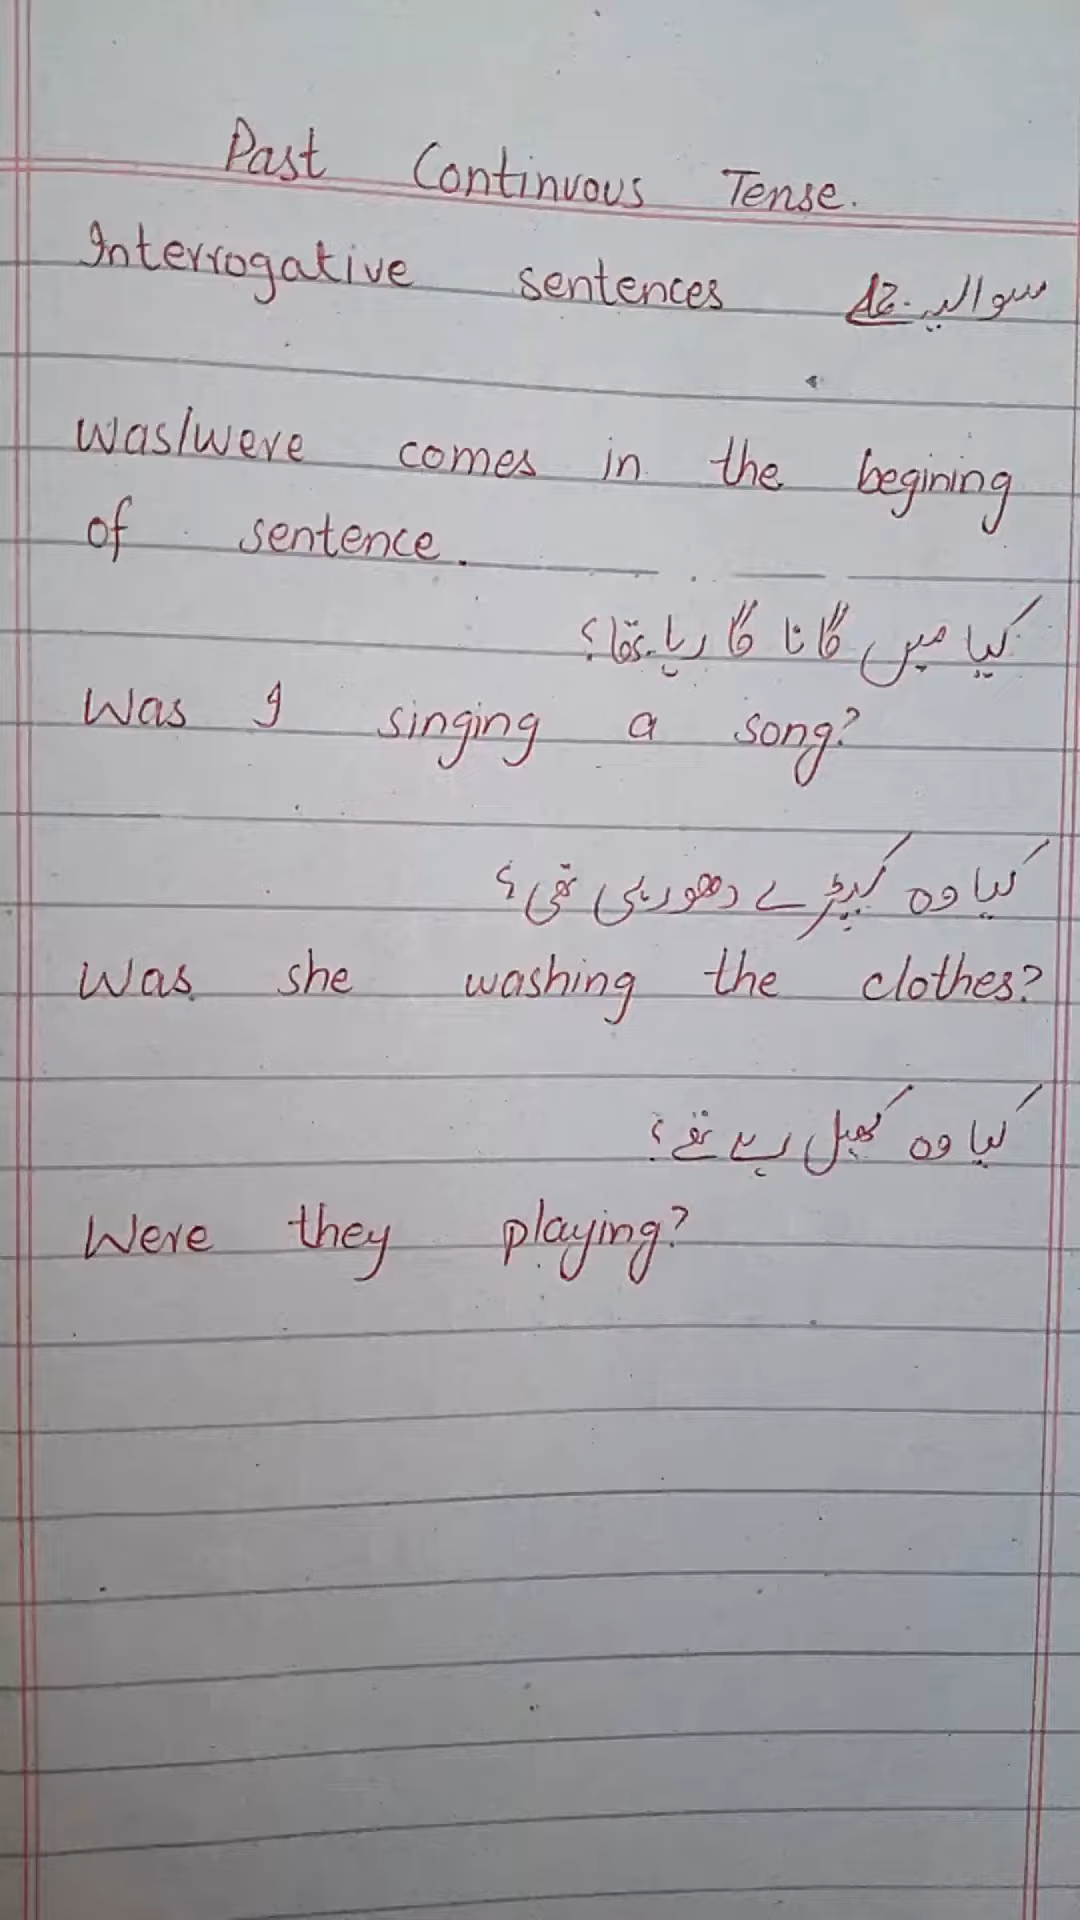 Past Continuous Tense.
Interrogative sentences سوالیہ جملے
Was/were comes in the begining
of sentence.
کیا میں گانا گا رہا تھا؟
Was I singing a song?
کیا وہ کپڑے دھو رہی تھی؟
Was she washing the clothes?
کیا وہ کھیل رہے تھے؟
Were they playing?